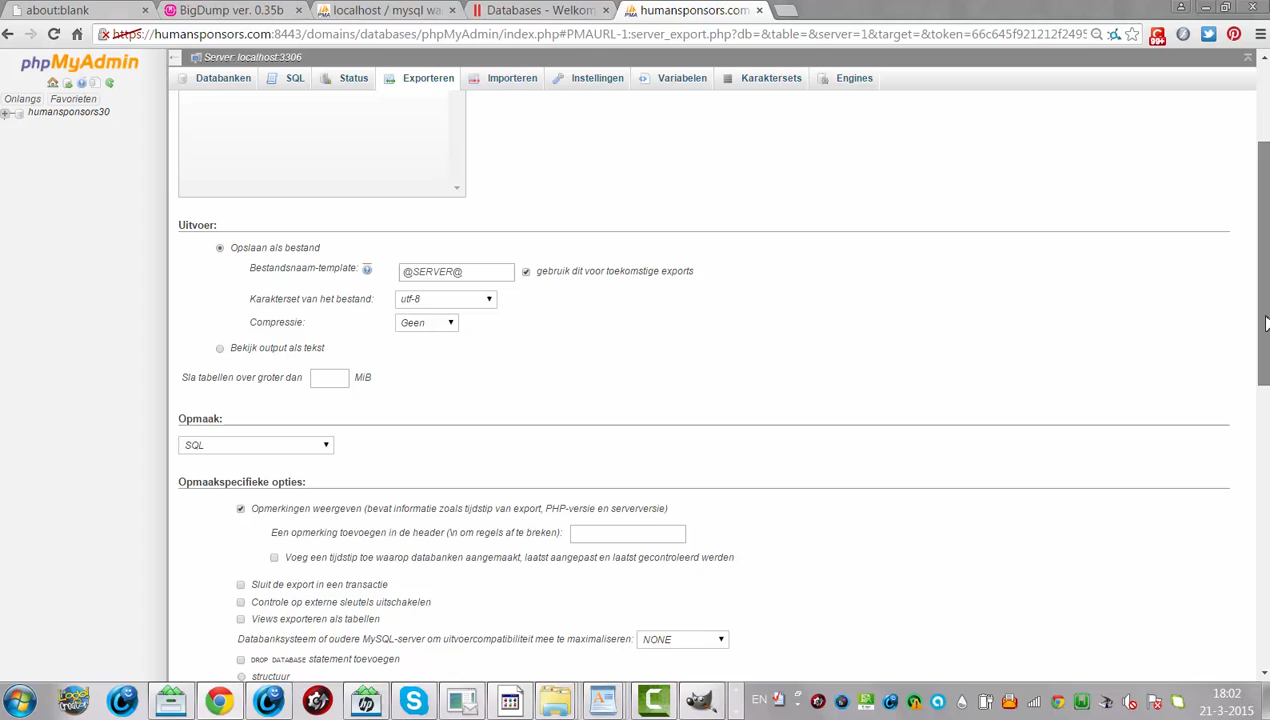 about:blank
BigDump ver. 0.35b
localhost / mysql wa
Databases - Welkom
humansponsors.com:
https://humansponsors.com:8443/domains/databases/phpMyAdmin/index.php#PMAURL-1:server_export.php?db=&table=&server=1&target=&token=66c645f921212f2495
99+
phpMyAdmin
Onlangs Favorieten
humansponsors30
Server: localhost:3306
Databanken SQL Status Exporteren Importeren Instellingen Variabelen Karaktersets Engines
Uitvoer:
Opslaan als bestand
Bestandsnaam-template: @SERVER@ gebruik dit voor toekomstige exports
Karakterset van het bestand: utf-8
Compressie: Geen
Bekijk output als tekst
Sla tabellen over groter dan MiB
Opmaak:
SQL
Opmaakspecifieke opties:
Opmerkingen weergeven (bevat informatie zoals tijdstip van export, PHP-versie en serverversie)
Een opmerking toevoegen in de header (\n om regels af te breken):
Voeg een tijdstip toe waarop databanken aangemaakt, laatst aangepast en laatst gecontroleerd werden
Sluit de export in een transactie
Controle op externe sleutels uitschakelen
Views exporteren als tabellen
Databanksysteem of oudere MySQL-server om uitvoercompatibiliteit mee te maximaliseren: NONE
DROP DATABASE statement toevoegen
structuur
EN
18:02
21-3-2015